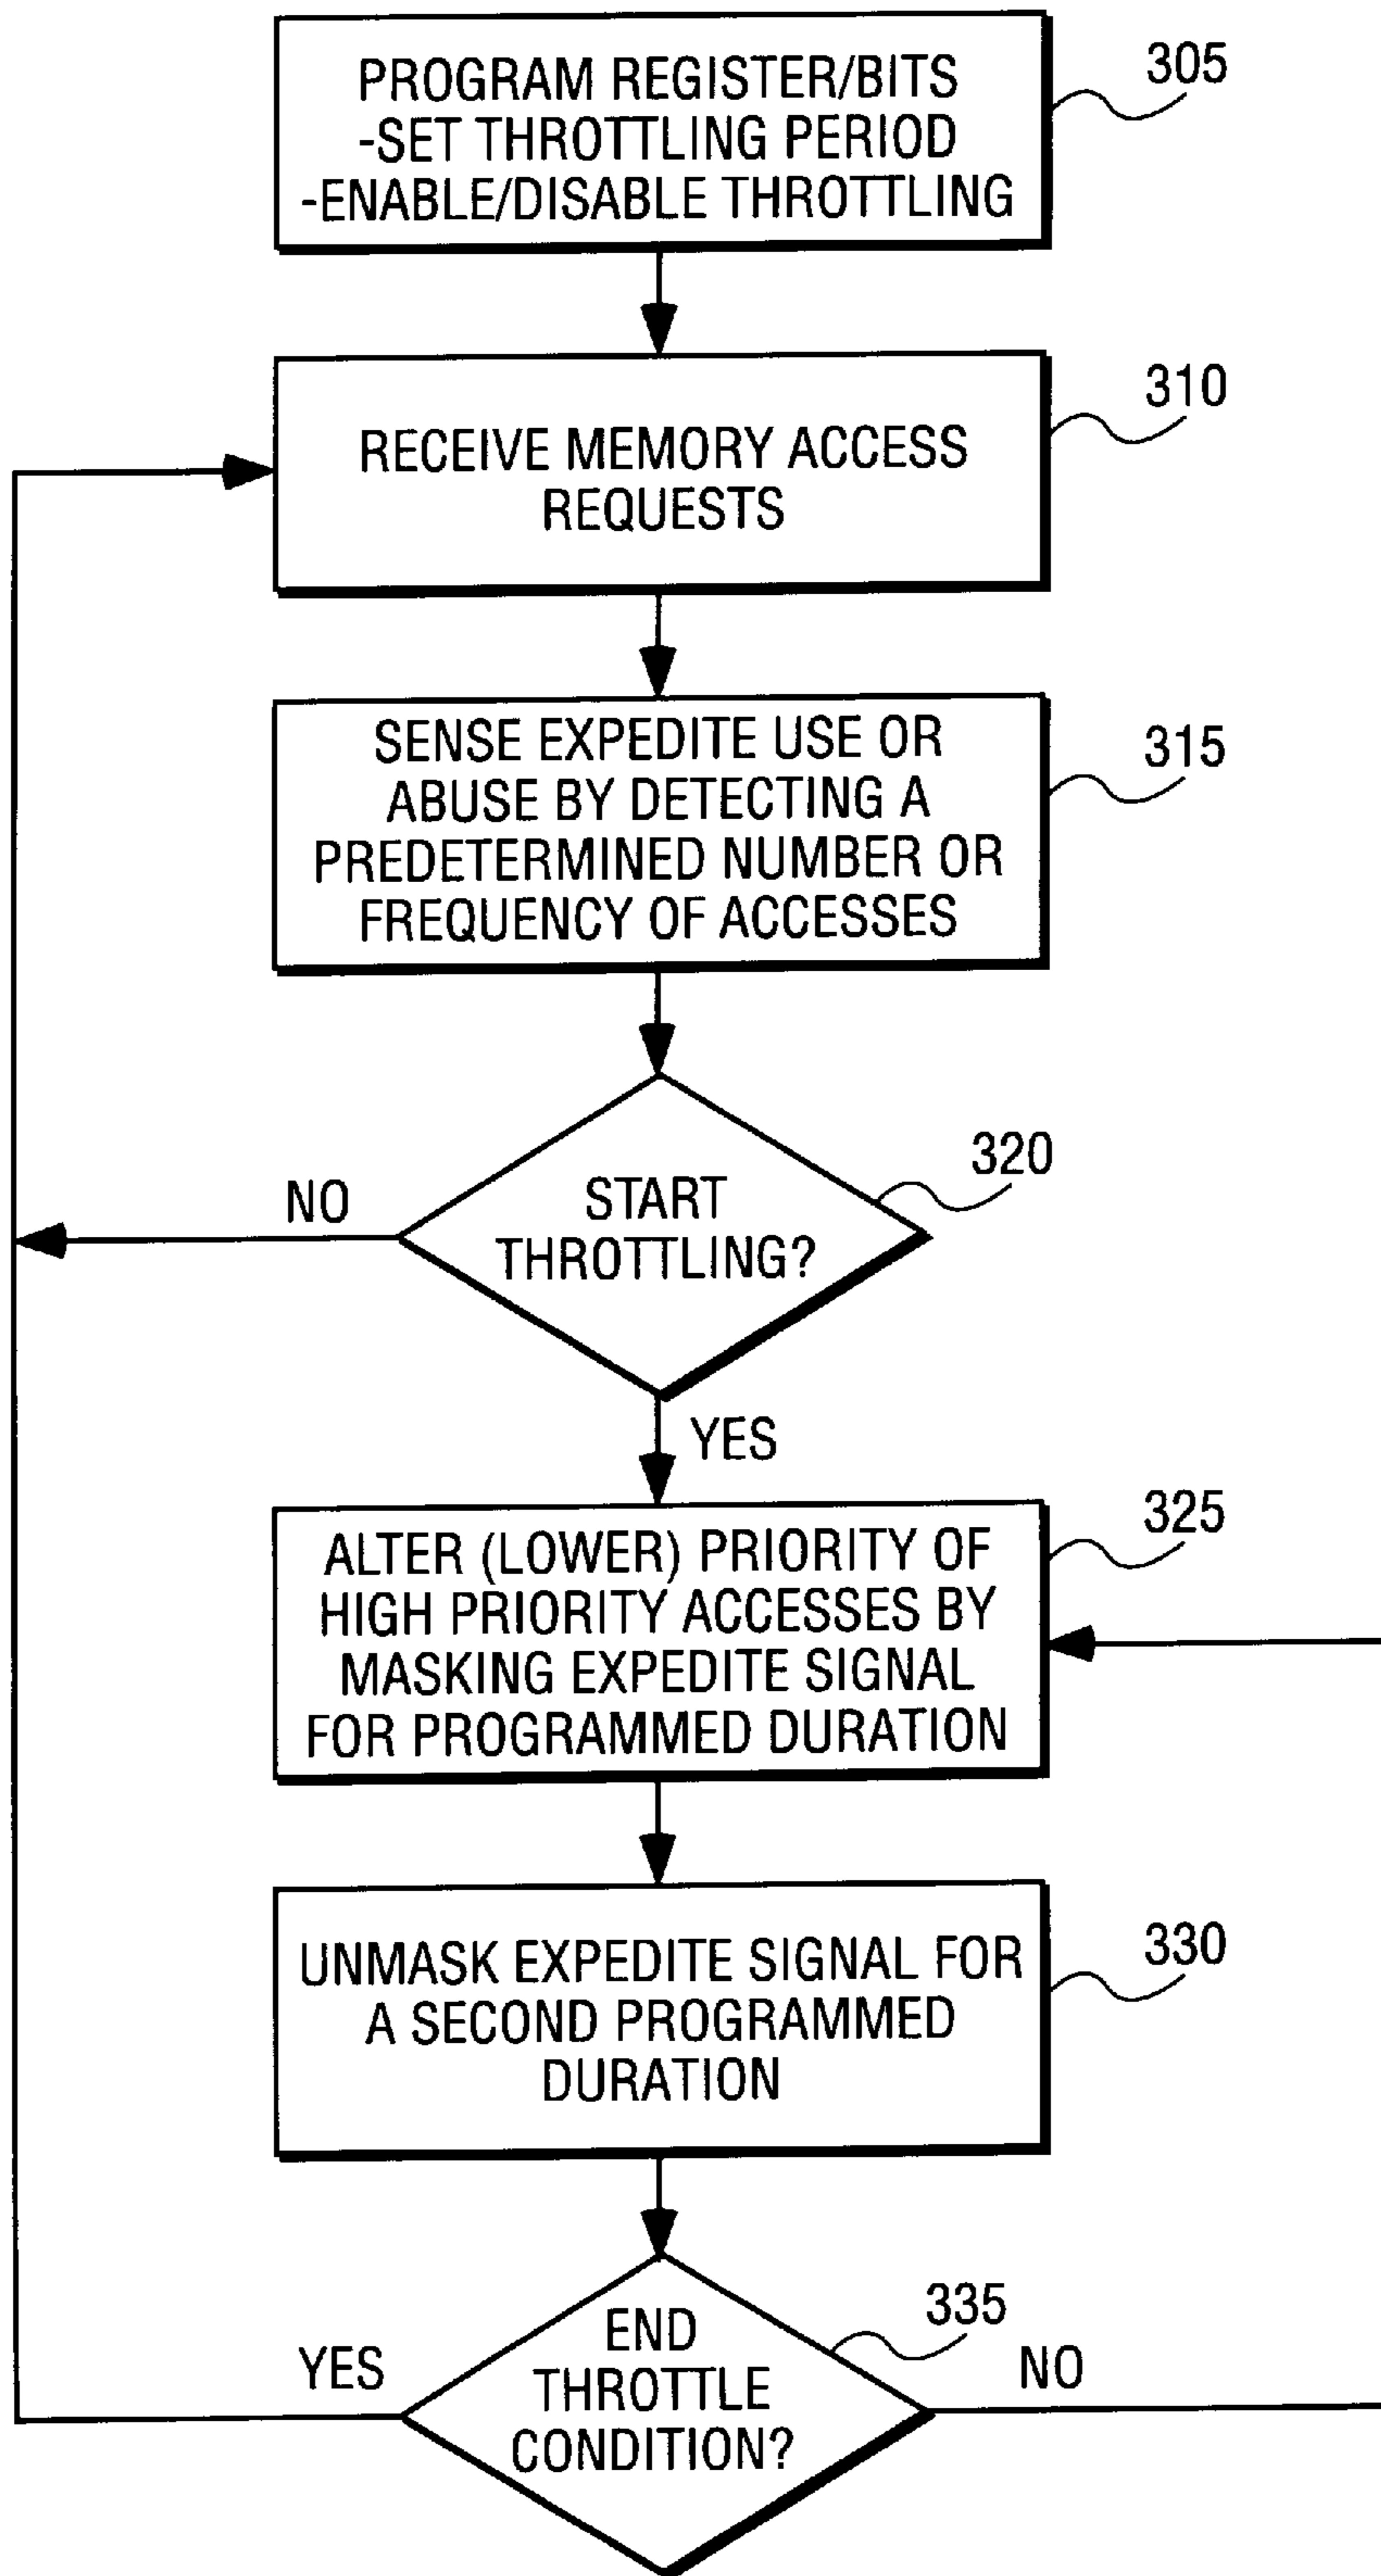 PROGRAM REGISTER/BITS
-SET THROTTLING PERIOD
-ENABLE/DISABLE THROTTLING
305
RECEIVE MEMORY ACCESS
REQUESTS
310
SENSE EXPEDITE USE OR
ABUSE BY DETECTING A
PREDETERMINED NUMBER OR
FREQUENCY OF ACCESSES
315
START
THROTTLING?
320
NO
YES
ALTER (LOWER) PRIORITY OF
HIGH PRIORITY ACCESSES BY
MASKING EXPEDITE SIGNAL
FOR PROGRAMMED DURATION
325
UNMASK EXPEDITE SIGNAL FOR
A SECOND PROGRAMMED
DURATION
330
END
THROTTLE
CONDITION?
335
YES
NO